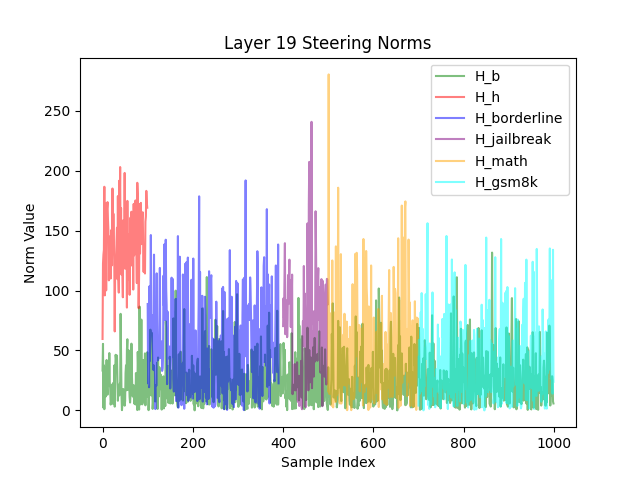 Layer 19 Steering Norms
H_b
H_h
H_borderline
H_jailbreak
H_math
H_gsm8k
250
200
150
100
50
0
Norm Value
0
200
400
600
800
1000
Sample Index